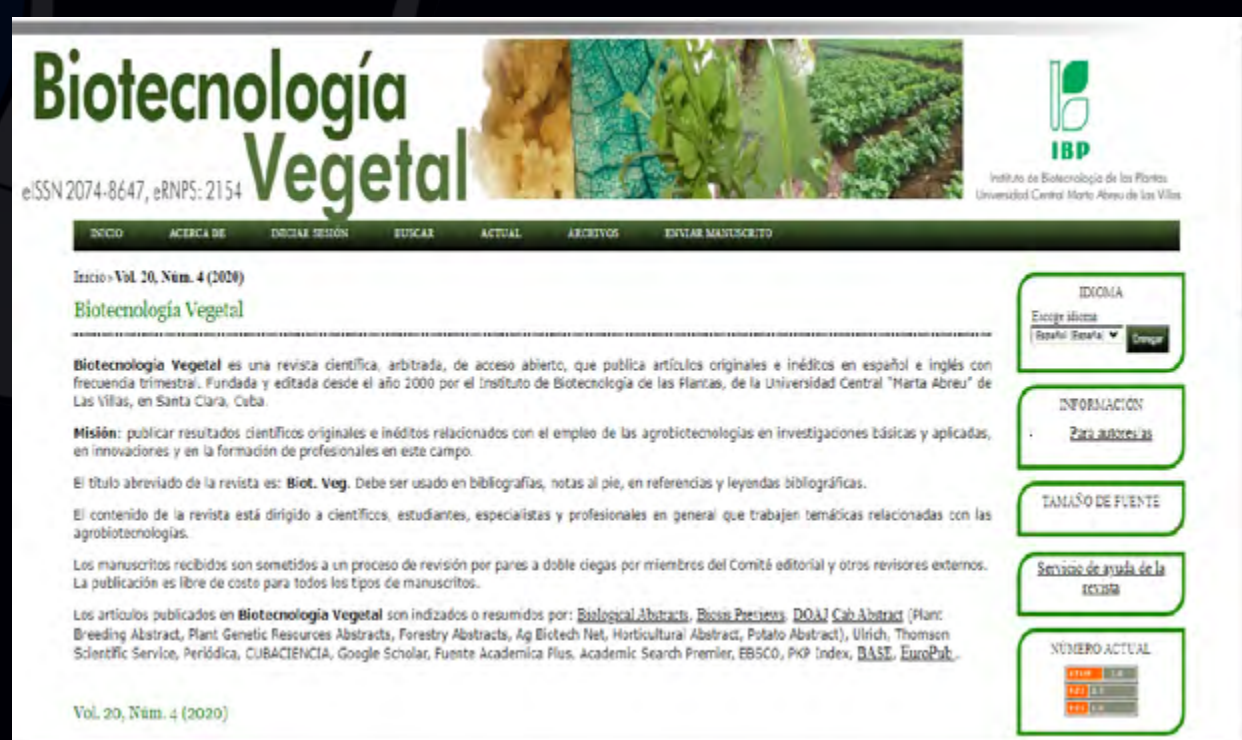 Biotecnología
Vegetal
eISSN 2074-8647, eRNPS: 2154
IBP
Instituto de Biotecnología de las Plantas
Universidad Central Marta Abreu de Las Villas
INICIO ACERCA DE INICIAR SESIÓN BUSCAR ACTUAL ARCHIVOS ENVIAR MANUSCRITO
Inicio > Vol. 20, Núm. 4 (2020)
Biotecnología Vegetal
Biotecnología Vegetal es una revista científica, arbitrada, de acceso abierto, que publica artículos originales e inéditos en español e inglés con
frecuencia trimestral. Fundada y editada desde el año 2000 por el Instituto de Biotecnología de las Plantas, de la Universidad Central "Marta Abreu" de
Las Villas, en Santa Clara, Cuba.
Misión: publicar resultados científicos originales e inéditos relacionados con el empleo de las agrobiotecnologías en investigaciones básicas y aplicadas,
en innovaciones y en la formación de profesionales en este campo.
El título abreviado de la revista es: Biot. Veg. Debe ser usado en bibliografías, notas al pie, en referencias y leyendas bibliográficas.
El contenido de la revista está dirigido a científicos, estudiantes, especialistas y profesionales en general que trabajen temáticas relacionadas con las
agrobiotecnologías.
Los manuscritos recibidos son sometidos a un proceso de revisión por pares a doble ciegas por miembros del Comité editorial y otros revisores externos.
La publicación es libre de costo para todos los tipos de manuscritos.
Los artículos publicados en Biotecnología Vegetal son indizados o resumidos por: Biological Abstracts, Biosis Previews, DOAJ Cab Abstract (Plant
Breeding Abstract, Plant Genetic Resources Abstracts, Forestry Abstracts, Ag Biotech Net, Horticultural Abstract, Potato Abstract), Ulrich, Thomson
Scientific Service, Periódica, CUBACIENCIA, Google Scholar, Fuente Academica Plus, Academic Search Premier, EBSCO, PKP Index, BASE, EuroPub.
Vol. 20, Núm. 4 (2020)
IDIOMA
Escoge idioma
Español (España) Entregar
INFORMACIÓN
Para autores/as
TAMAÑO DE FUENTE
Servicio de ayuda de la
revista
NÚMERO ACTUAL